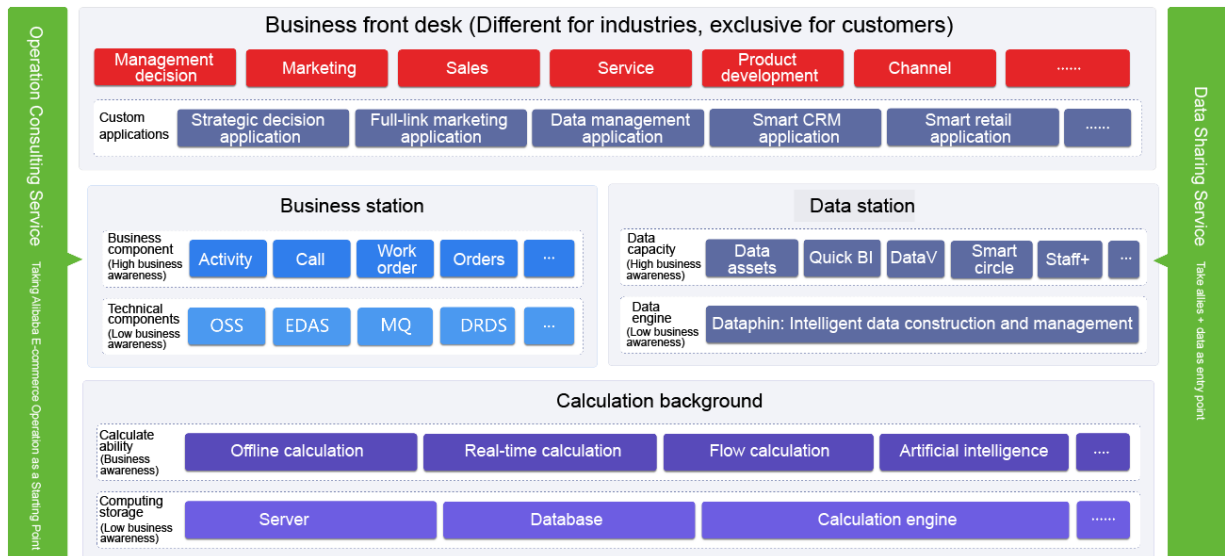 Operation Consulting Service Taking Alibaba E-commerce Operation as a Starting Point
Business front desk (Different for industries, exclusive for customers)
Management
decision
Marketing
Sales
Service
Product
development
Channel
······
Custom
applications
Strategic decision
application
Full-link marketing
application
Data management
application
Smart CRM
application
Smart retail
application
······
Business station
Business
component
(High business
awareness)
Activity
Call
Work
order
Orders
···
Technical
components
(Low business
awareness)
OSS
EDAS
MQ
DRDS
···
Data station
Data
capacity
(High business
awareness)
Data
assets
Quick BI
DataV
Smart
circle
Staff+
···
Data
engine
(Low business
awareness)
Dataphin: Intelligent data construction and management
Calculation background
Calculate
ability
(Business
awareness)
Offline calculation
Real-time calculation
Flow calculation
Artificial intelligence
····
Computing
storage
(Low business
awareness)
Server
Database
Calculation engine
······
Data Sharing Service Take allies + data as entry point